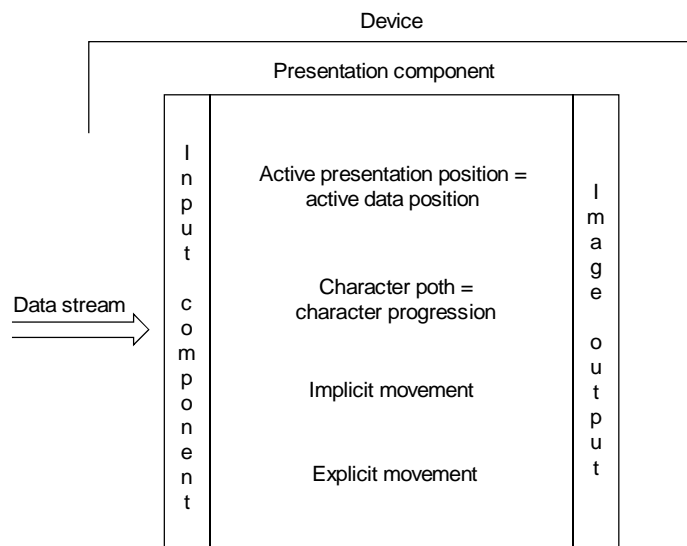 Device
Presentation component
Input component
Active presentation position =
active data position
Image output
Character poth =
character progression
Data stream
Implicit movement
Explicit movement